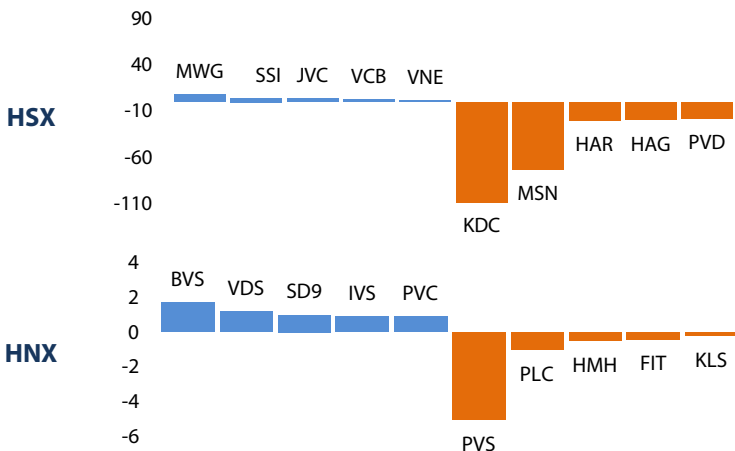 90
40
-10
-60
-110
HSX
MWG SSI JVC VCB VNE
HAR HAG PVD
MSN
KDC
4
2
0
-2
-4
-6
HNX
BVS VDS SD9 IVS PVC
PLC HMH FIT KLS
PVS